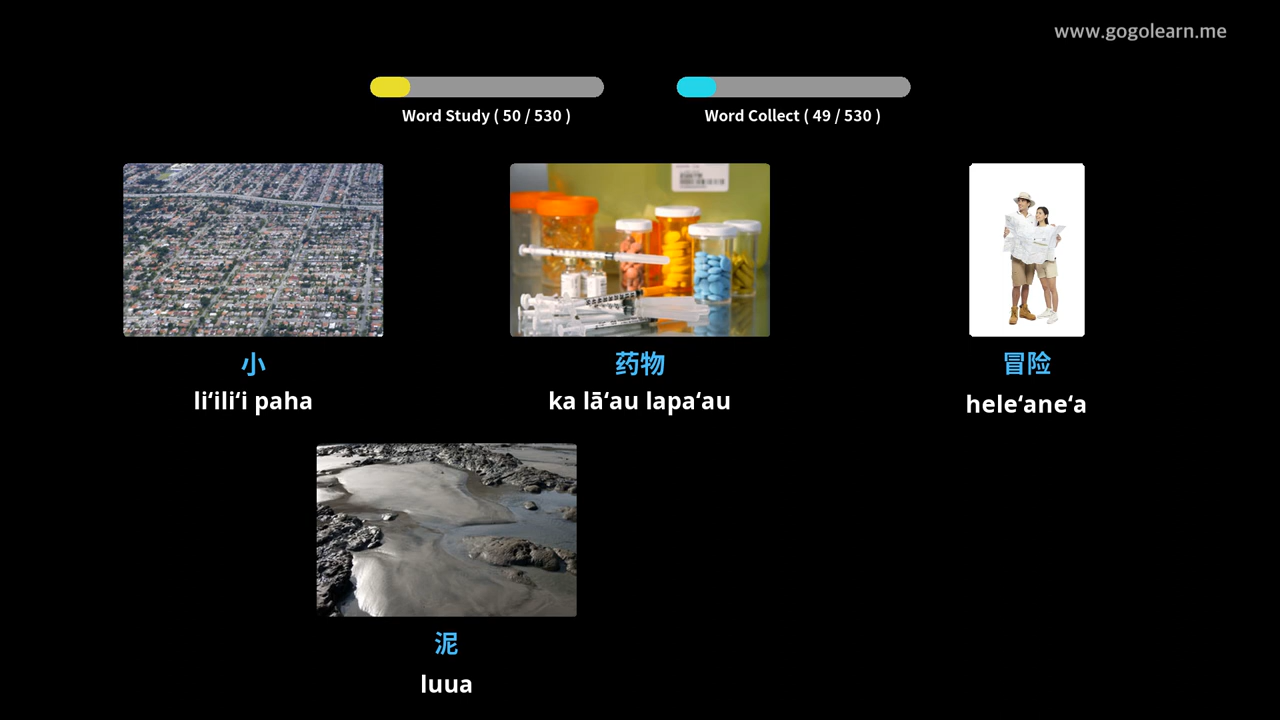 www.gogolearn.me
Word Study ( 50 / 530 )
Word Collect ( 49 / 530 )
小
liʻiliʻi paha
药物
ka lāʻau lapaʻau
冒险
heleʻaneʻa
泥
luua